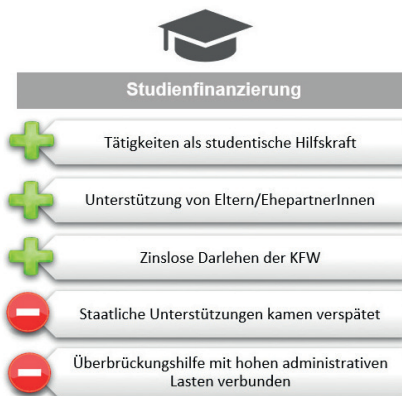 Studienfinanzierung
Tätigkeiten als studentische Hilfskraft
Unterstützung von Eltern/EhepartnerInnen
Zinslose Darlehen der KFW
Staatliche Unterstützungen kamen verspätet
Überbrückungshilfe mit hohen administrativen
Lasten verbunden